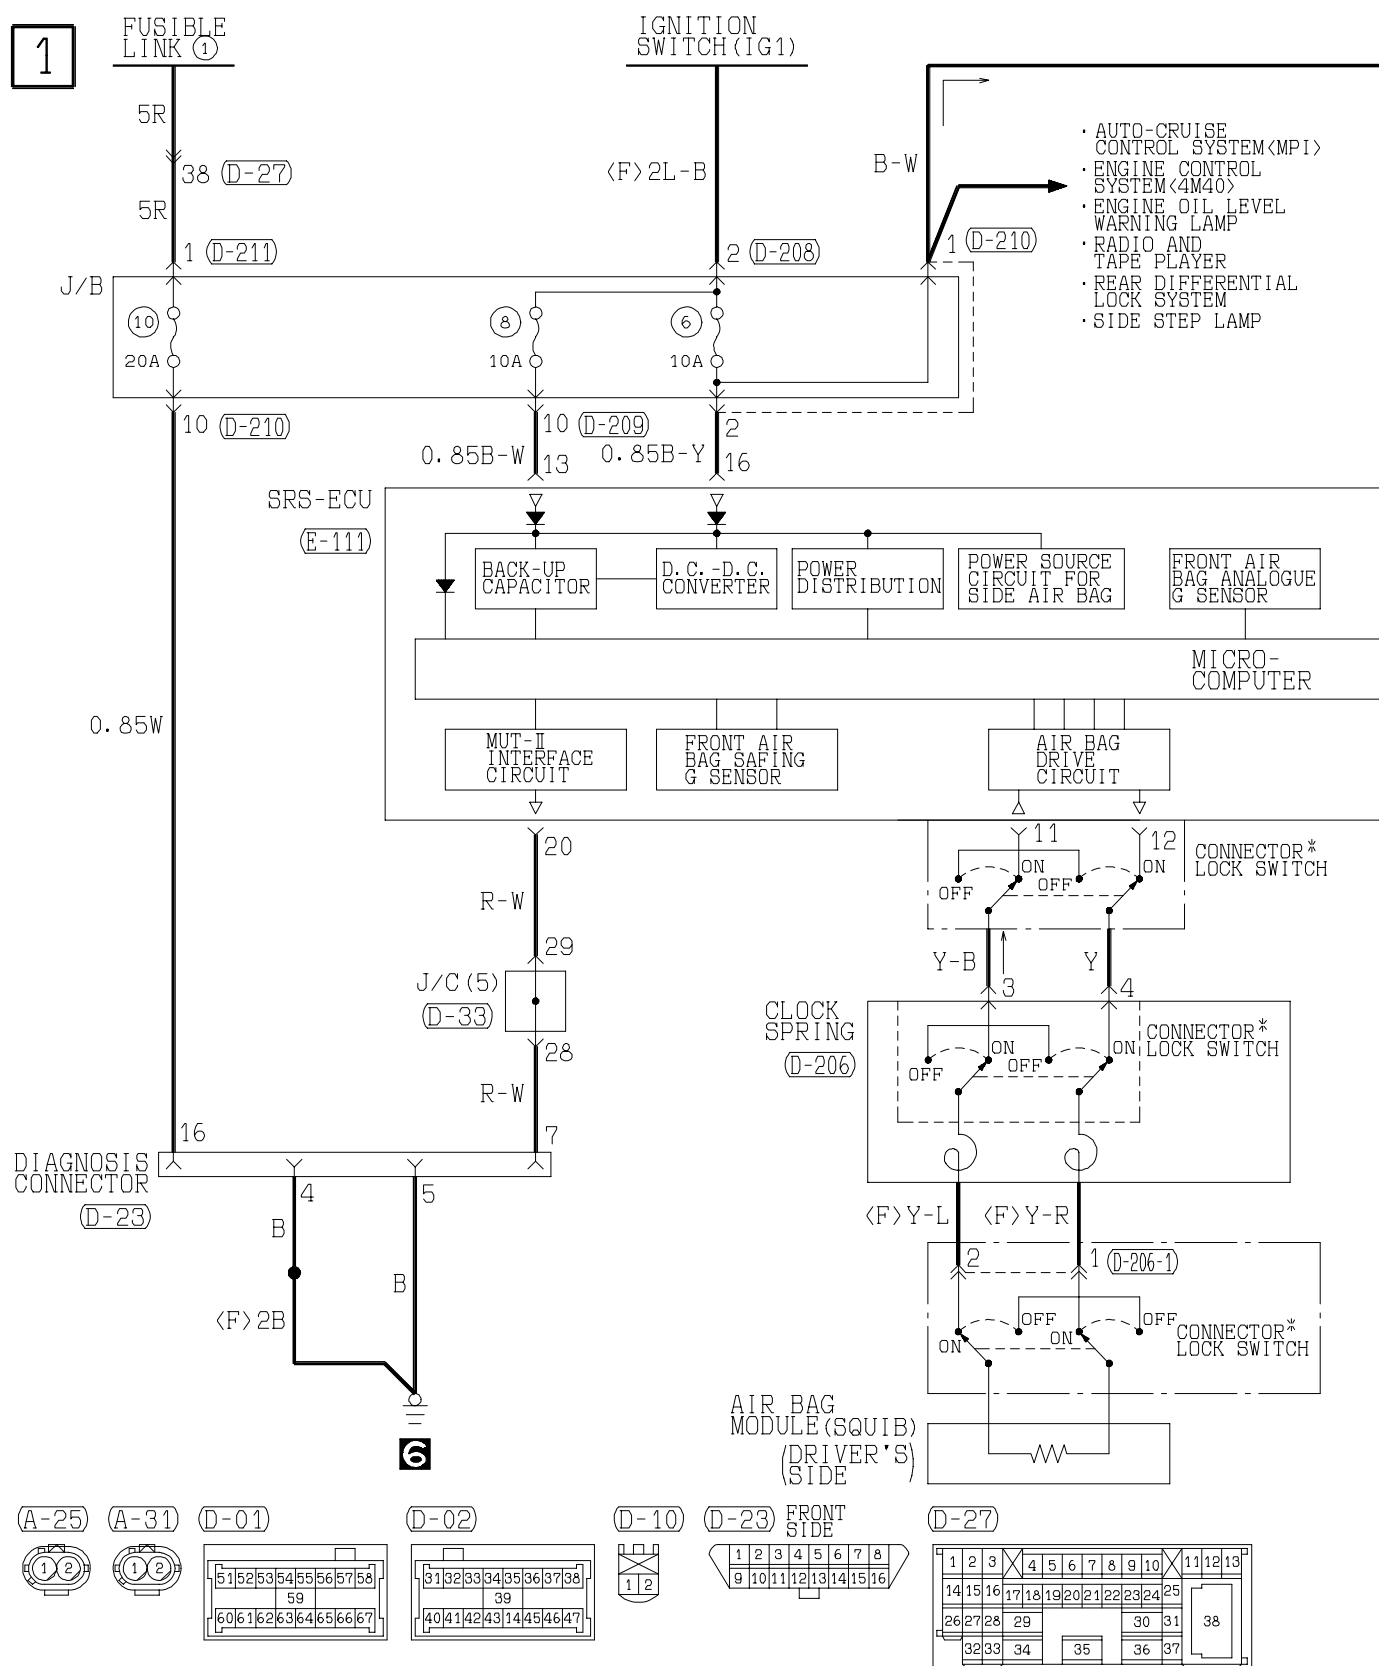 1
FUSIBLE
LINK ①
IGNITION
SWITCH(IG1)
5R
38 (D-27)
5R
1 (D-211)
<F>2L-B
2 (D-208)
B-W
1 (D-210)
· AUTO-CRUISE
CONTROL SYSTEM<MPI>
· ENGINE CONTROL
SYSTEM<4M40>
· ENGINE OIL LEVEL
WARNING LAMP
· RADIO AND
TAPE PLAYER
· REAR DIFFERENTIAL
LOCK SYSTEM
· SIDE STEP LAMP
J/B
10
20A
8
10A
6
10A
10 (D-210)
10 (D-209)
2
0.85B-W
13
0.85B-Y
16
SRS-ECU
(E-111)
BACK-UP
CAPACITOR
D.C.-D.C.
CONVERTER
POWER
DISTRIBUTION
POWER SOURCE
CIRCUIT FOR
SIDE AIR BAG
FRONT AIR
BAG ANALOGUE
G SENSOR
MICRO-
COMPUTER
0.85W
MUT-Ⅱ
INTERFACE
CIRCUIT
FRONT AIR
BAG SAFING
G SENSOR
AIR BAG
DRIVE
CIRCUIT
20
11
12
ON
OFF
ON
OFF
CONNECTOR*
LOCK SWITCH
R-W
29
J/C(5)
(D-33)
28
R-W
7
Y-B
3
Y
4
CLOCK
SPRING
(D-206)
ON
OFF
ON
OFF
CONNECTOR*
LOCK SWITCH
16
DIAGNOSIS
CONNECTOR
(D-23)
4
5
B
B
<F>2B
6
<F>Y-L
<F>Y-R
2
1 (D-206-1)
OFF
ON
OFF
ON
CONNECTOR*
LOCK SWITCH
AIR BAG
MODULE(SQUIB)
(DRIVER'S)
(SIDE
(A-25)
1 2
(A-31)
1 2
(D-01)
51 52 53 54 55 56 57 58
59
60 61 62 63 64 65 66 67
(D-02)
31 32 33 34 35 36 37 38
39
40 41 42 43 14 45 46 47
(D-10)
1 2
(D-23) FRONT
SIDE
1 2 3 4 5 6 7 8
9 10 11 12 13 14 15 16
(D-27)
1 2 3 4 5 6 7 8 9 10 11 12 13
14 15 16 17 18 19 20 21 22 23 24 25
26 27 28 29 30 31 38
32 33 34 35 36 37